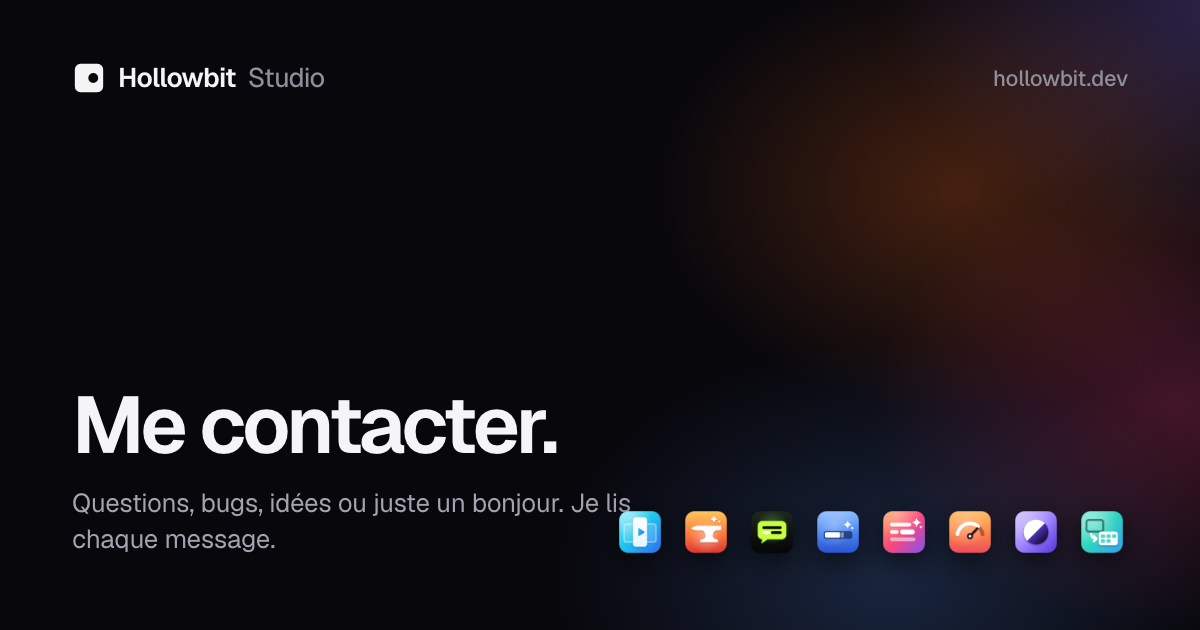 Hollowbit Studio
hollowbit.dev
Me contacter.
Questions, bugs, idées ou juste un bonjour. Je lis
chaque message.